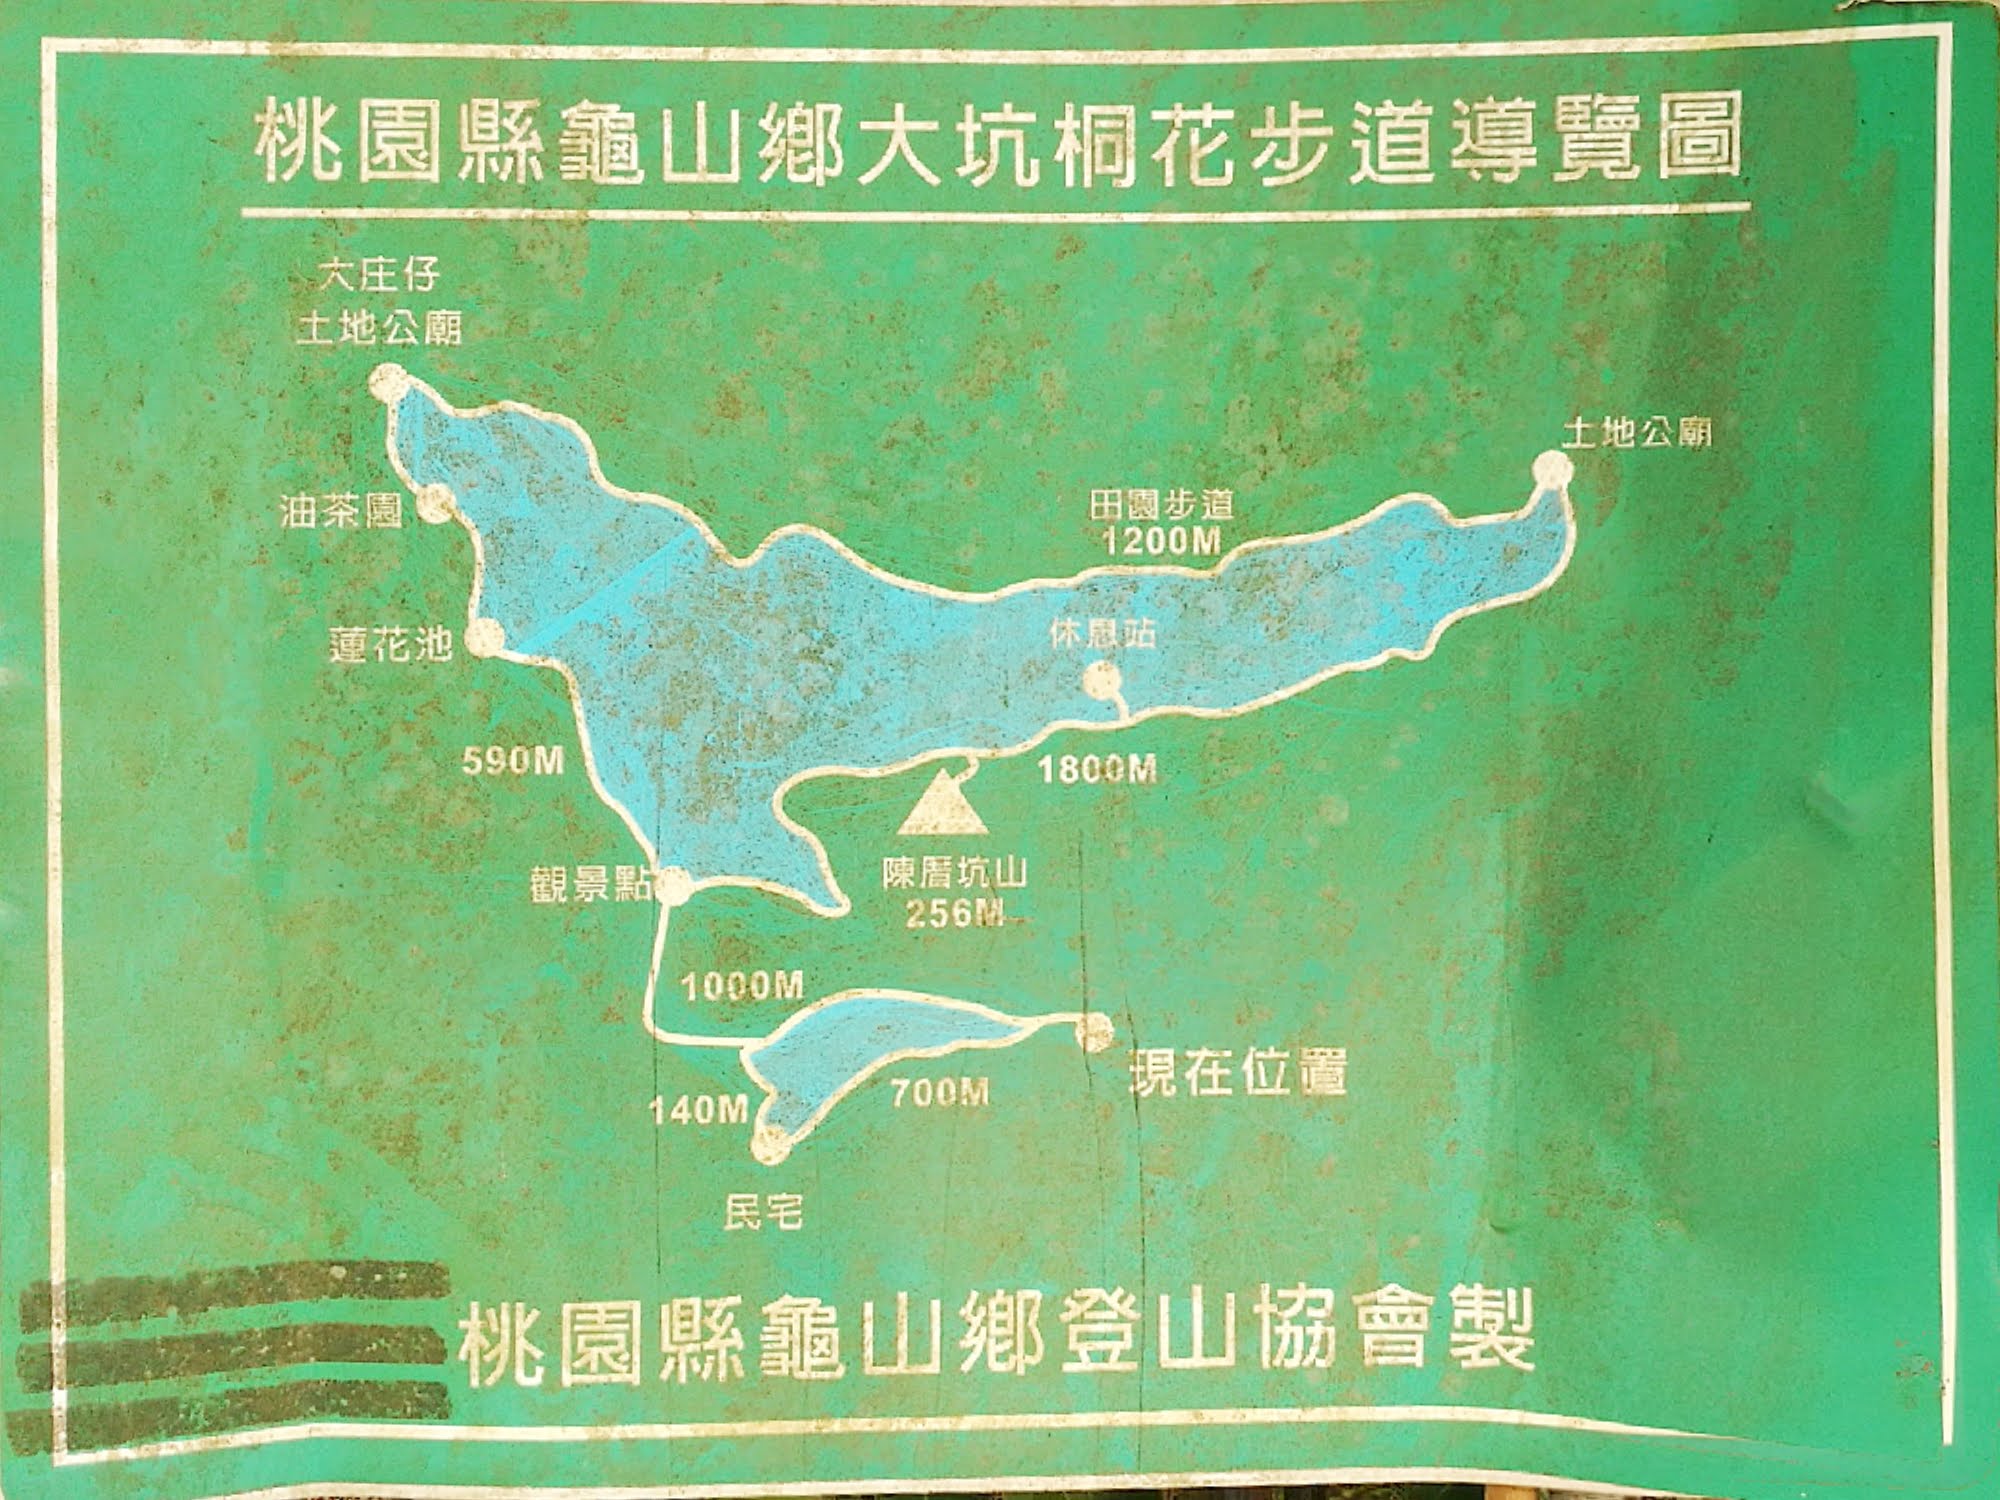 桃園縣龜山鄉大坑桐花步道導覽圖
大庄仔
土地公廟
土地公廟
油茶園
田園步道
1200M
蓮花池
休息站
590M
1800M
觀景點
陳厝坑山
256M
1000M
現在位置
700M
140M
民宅
桃園縣龜山鄉登山協會製